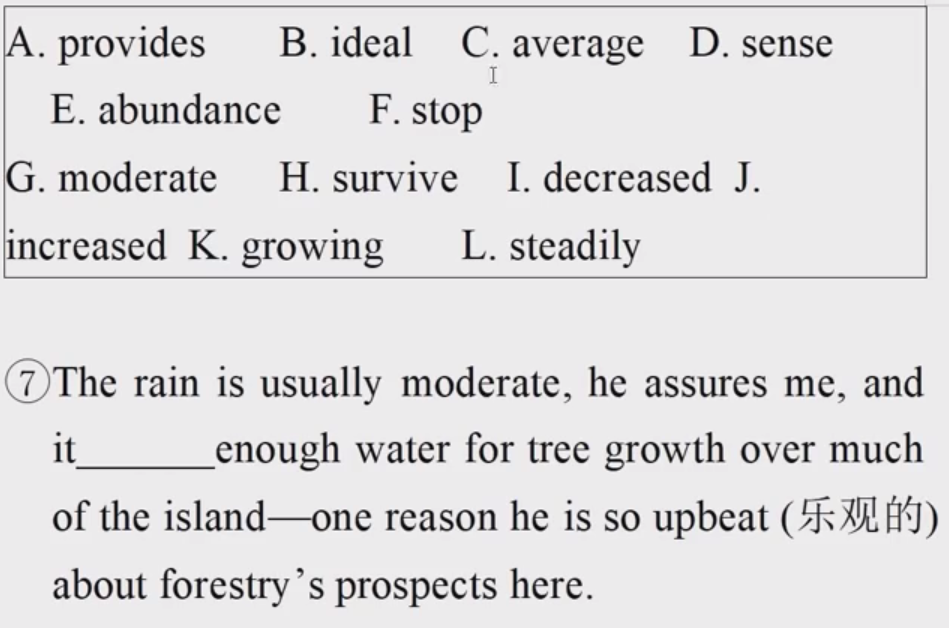 A. provides B. ideal C. average D. sense
E. abundance F. stop
G. moderate H. survive I. decreased J.
increased K. growing L. steadily
⑦The rain is usually moderate, he assures me, and
it_______enough water for tree growth over much
of the island—one reason he is so upbeat (乐观的)
about forestry’s prospects here.